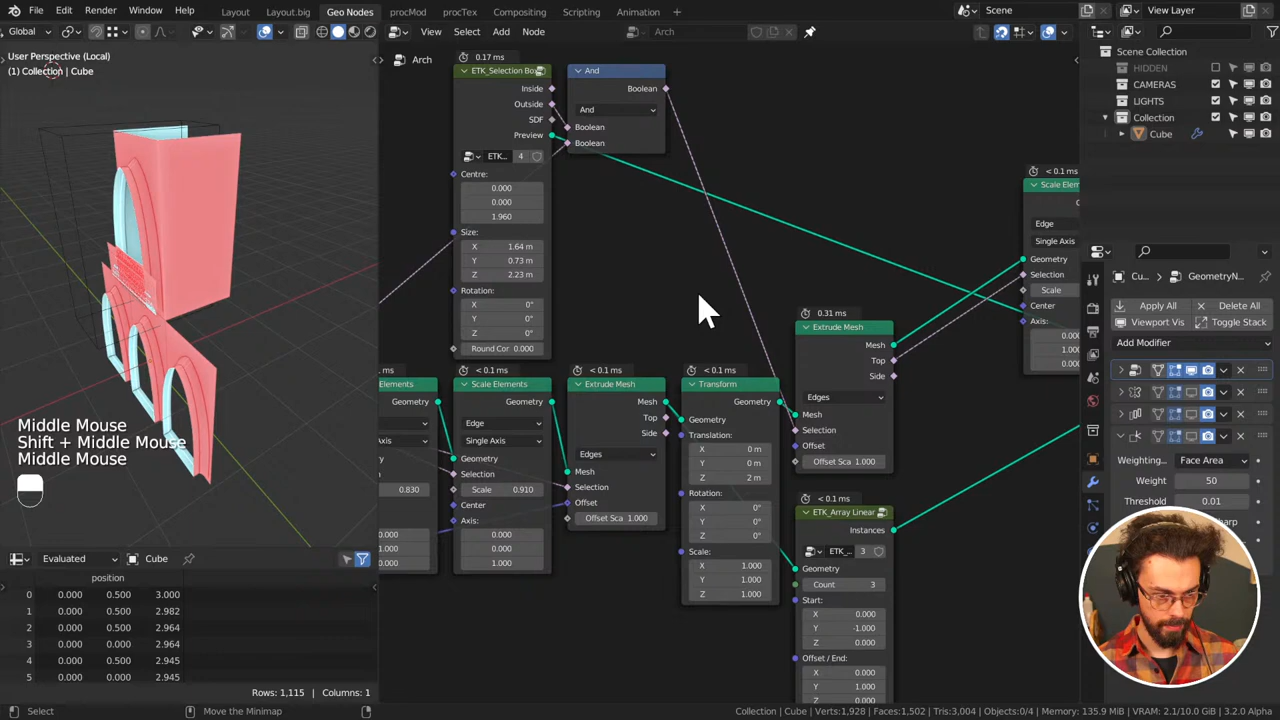 File Edit Render Window Help Layout Layout.big Geo Nodes procMod procTex Compositing Scripting Animation + Scene View Layer
Global View Select Add Node Arch
User Perspective (Local)
(1) Collection | Cube
Arch
0.17 ms
ETK_Selection Bo
Inside
Outside
SDF
Preview
ETK... 4
Centre:
0.000
0.000
1.960
Size:
X 1.64 m
Y 0.73 m
Z 2.23 m
Rotation:
X 0°
Y 0°
Z 0°
Round Cor 0.000
And
Boolean
And
Boolean
Boolean
< 0.1 ms
Scale Elem
Edge
Single Axis
Geometry
Selection
Scale
Center
Axis:
0.000
1.000
0.000
0.31 ms
Extrude Mesh
Mesh
Top
Side
Edges
Mesh
Selection
Offset
Offset Sca 1.000
Elements
Geometry
0.830
0.000
1.000
0.000
< 0.1 ms
Scale Elements
Geometry
Edge
Single Axis
Geometry
Selection
Scale 0.910
Center
Axis:
0.000
0.000
1.000
< 0.1 ms
Extrude Mesh
Mesh
Top
Side
Edges
Mesh
Selection
Offset
Offset Sca 1.000
< 0.1 ms
Transform
Geometry
Geometry
Translation:
X 0 m
Y 0 m
Z 2 m
Rotation:
X 0°
Y 0°
Z 0°
Scale:
X 1.000
Y 1.000
Z 1.000
< 0.1 ms
ETK_Array Linear
Instances
ETK_... 3
Geometry
Count 3
Start:
X 0.000
Y -1.000
Z 0.000
Offset / End:
X 0.000
Y 1.000
Z 0.000
Middle Mouse
Shift + Middle Mouse
Middle Mouse
Evaluated Cube
position
0 0.000 0.500 3.000
1 0.000 0.500 2.982
2 0.000 0.500 2.964
3 0.000 0.000 2.964
4 0.000 0.500 2.945
5 0.000 0.000 2.945
Rows: 1,115 | Columns: 1
Scene Collection
HIDDEN
CAMERAS
LIGHTS
Collection
Cube
Cu... GeometryN...
Apply All Delete All
Viewport Vis Toggle Stack
Add Modifier
Weighting... Face Area
Weight 50
Threshold 0.01
Select Move the Minimap Collection | Cube | Verts:1,928 | Faces:1,502 | Tris:3,004 | Objects:0/4 | Memory: 135.9 MiB | VRAM: 2.1/10.0 GiB | 3.2.0 Alpha